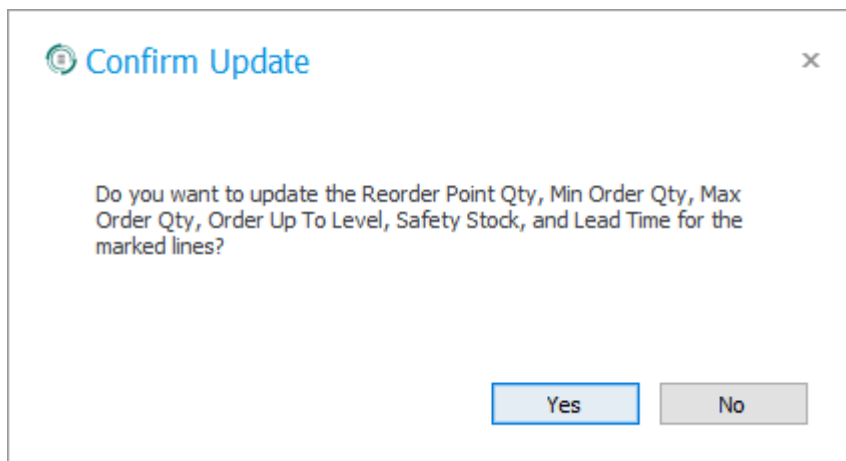 Confirm Update
Do you want to update the Reorder Point Qty, Min Order Qty, Max
Order Qty, Order Up To Level, Safety Stock, and Lead Time for the
marked lines?
Yes
No